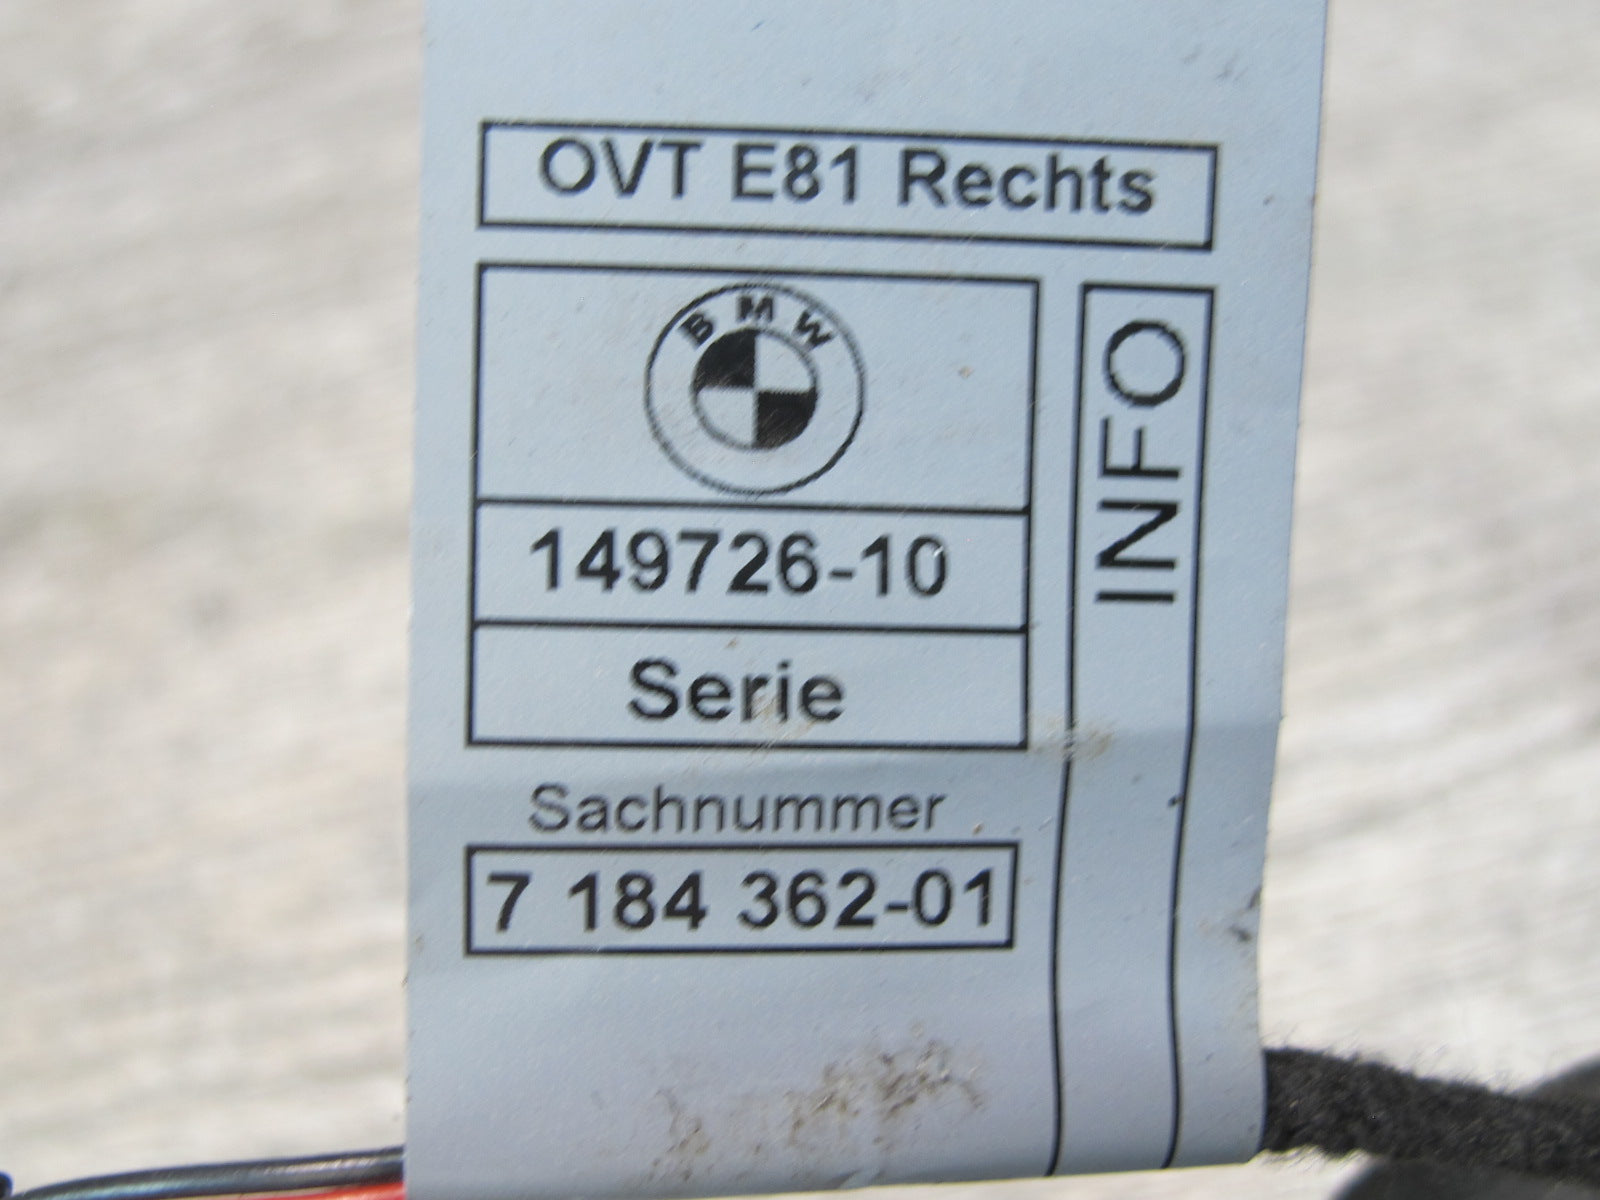 OVT E81 Rechts
BMW
INFO
149726-10
Serie
Sachnummer
7 184 362-01